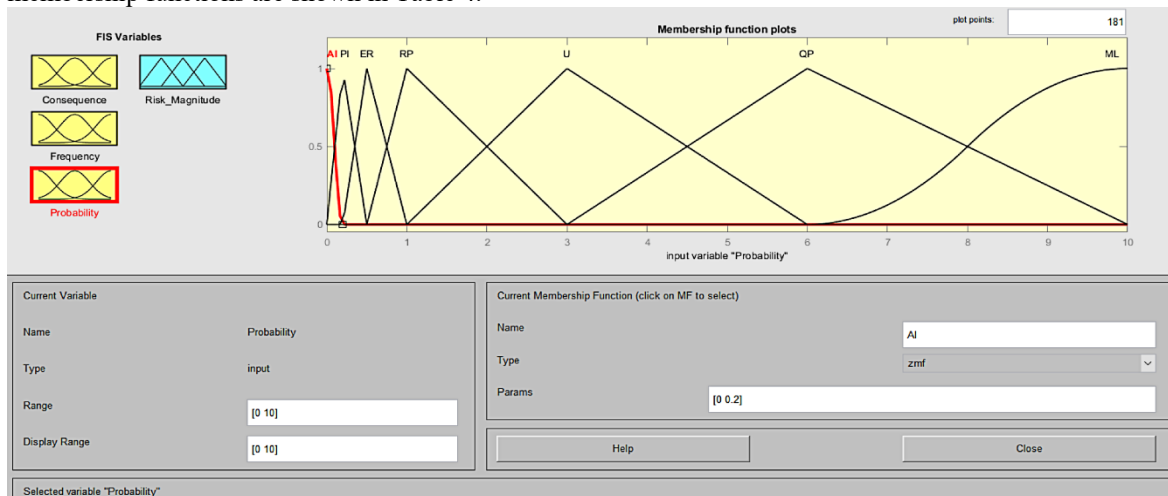 membership functions are shown in Table 4.
FIS Variables
Consequence
Risk_Magnitude
Frequency
Probability
Membership function plots
plot points:
181
AI PI ER RP U QP ML
1
0.5
0
0 1 2 3 4 5 6 7 8 9 10
input variable "Probability"
Current Variable
Name Probability
Type input
Range [0 10]
Display Range [0 10]
Current Membership Function (click on MF to select)
Name AI
Type zmf
Params [0 0.2]
Help Close
Selected variable "Probability"